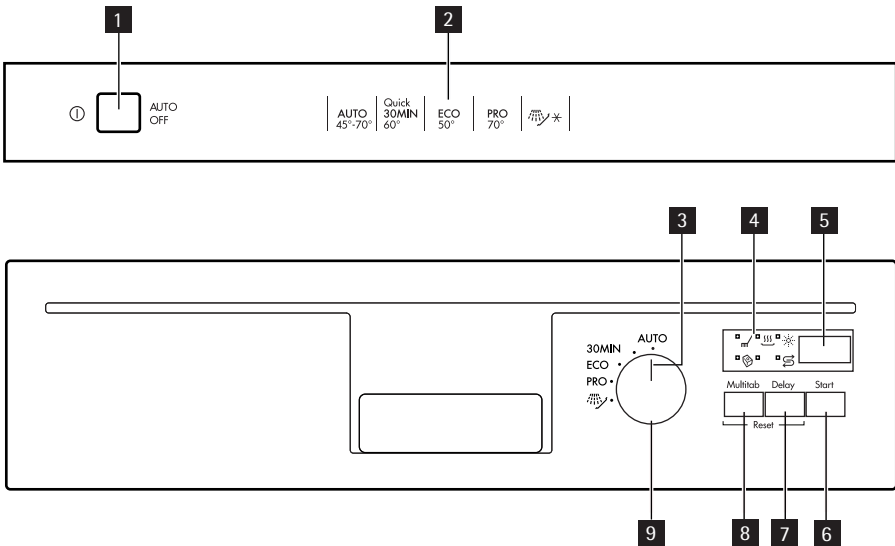 1
2
AUTO
OFF
AUTO
45°-70°
Quick
30MIN
60°
ECO
50°
PRO
70°
3
4
5
AUTO
30MIN
ECO
PRO
Multitab Delay Start
Reset
9
8
7
6